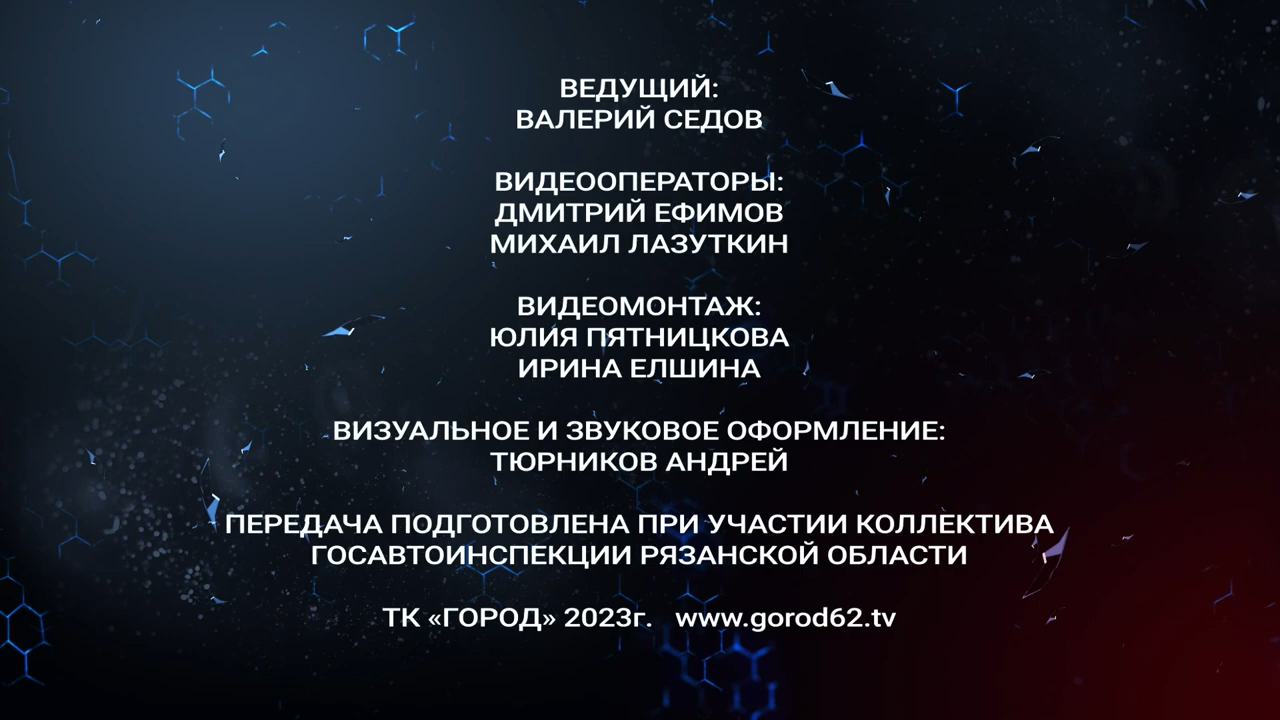 ВЕДУЩИЙ:
ВАЛЕРИЙ СЕДОВ
ВИДЕООПЕРАТОРЫ:
ДМИТРИЙ ЕФИМОВ
МИХАИЛ ЛАЗУТКИН
ВИДЕОМОНТАЖ:
ЮЛИЯ ПЯТНИЦКОВА
ИРИНА ЕЛШИНА
ВИЗУАЛЬНОЕ И ЗВУКОВОЕ ОФОРМЛЕНИЕ:
ТЮРНИКОВ АНДРЕЙ
ПЕРЕДАЧА ПОДГОТОВЛЕНА ПРИ УЧАСТИИ КОЛЛЕКТИВА
ГОСАВТОИНСПЕКЦИИ РЯЗАНСКОЙ ОБЛАСТИ
ТК «ГОРОД» 2023г. www.gorod62.tv